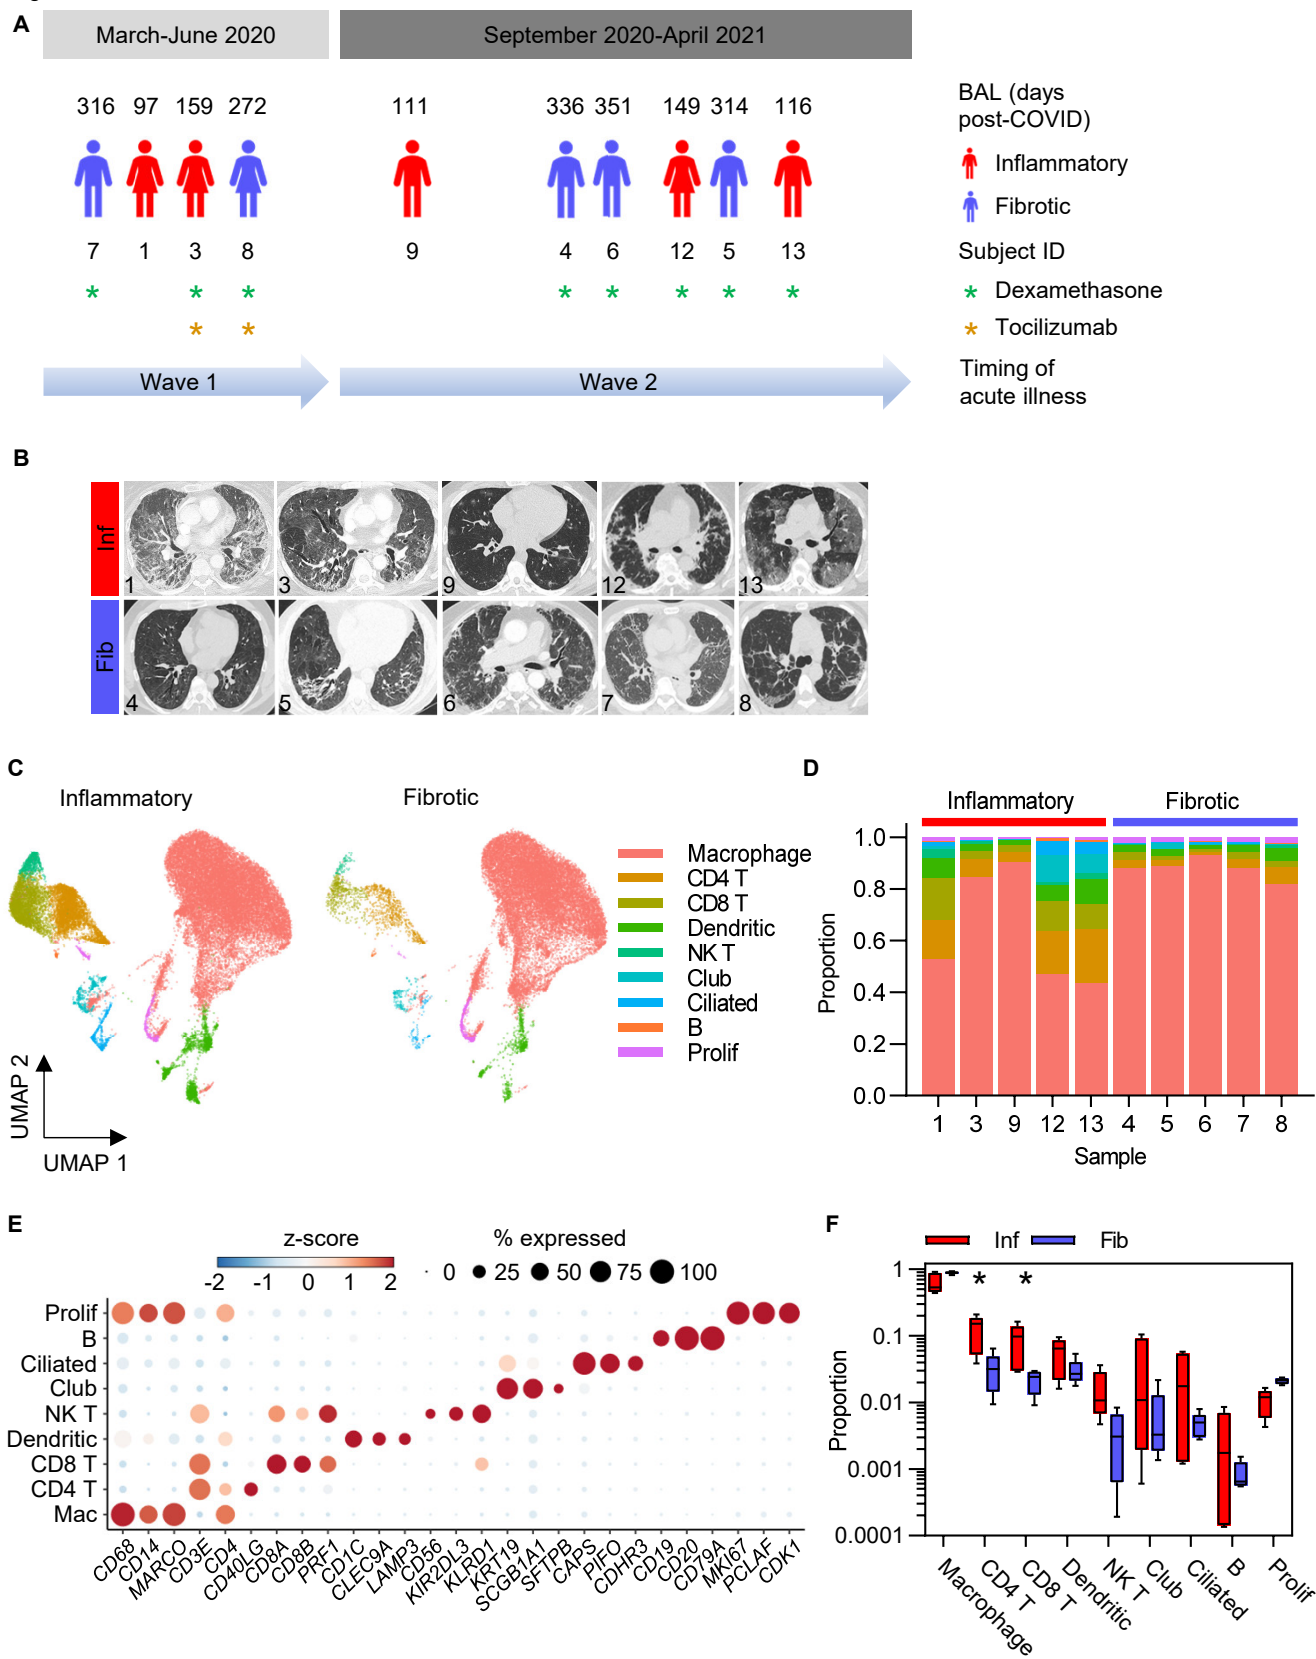 A
March-June 2020
September 2020-April 2021
316 97 159 272 111 336 351 149 314 116
BAL (days
post-COVID)
Inflammatory
Fibrotic
7 1 3 8 9 4 6 12 5 13
Subject ID
* * * * * * * * * Dexamethasone
* * * Tocilizumab
Wave 1
Wave 2
Timing of
acute illness
B
Inf
1 3 9 12 13
Fib
4 5 6 7 8
C
Inflammatory
Fibrotic
UMAP 2
UMAP 1
Macrophage
CD4 T
CD8 T
Dendritic
NK T
Club
Ciliated
B
Prolif
D
Inflammatory
Fibrotic
Proportion
1.0
0.8
0.6
0.4
0.2
0.0
1 3 9 12 13 4 5 6 7 8
Sample
E
z-score
-2 -1 0 1 2
% expressed
0 25 50 75 100
Prolif
B
Ciliated
Club
NK T
Dendritic
CD8 T
CD4 T
Mac
CD68
CD14
MARCO
CD3E
CD4
CD40LG
CD8A
CD8B
PRF1
CD1C
CLEC9A
LAMP3
CD56
KIR2DL3
KLRD1
KRT19
SCGB1A1
SFTPB
CAPS
PIFO
CDHR3
CD19
CD20
CD79A
MKI67
PCLAF
CDK1
F
Inf
Fib
Proportion
1
0.1
0.01
0.001
0.0001
* *
Macrophage
CD4 T
CD8 T
Dendritic
NK T
Club
Ciliated
B
Prolif